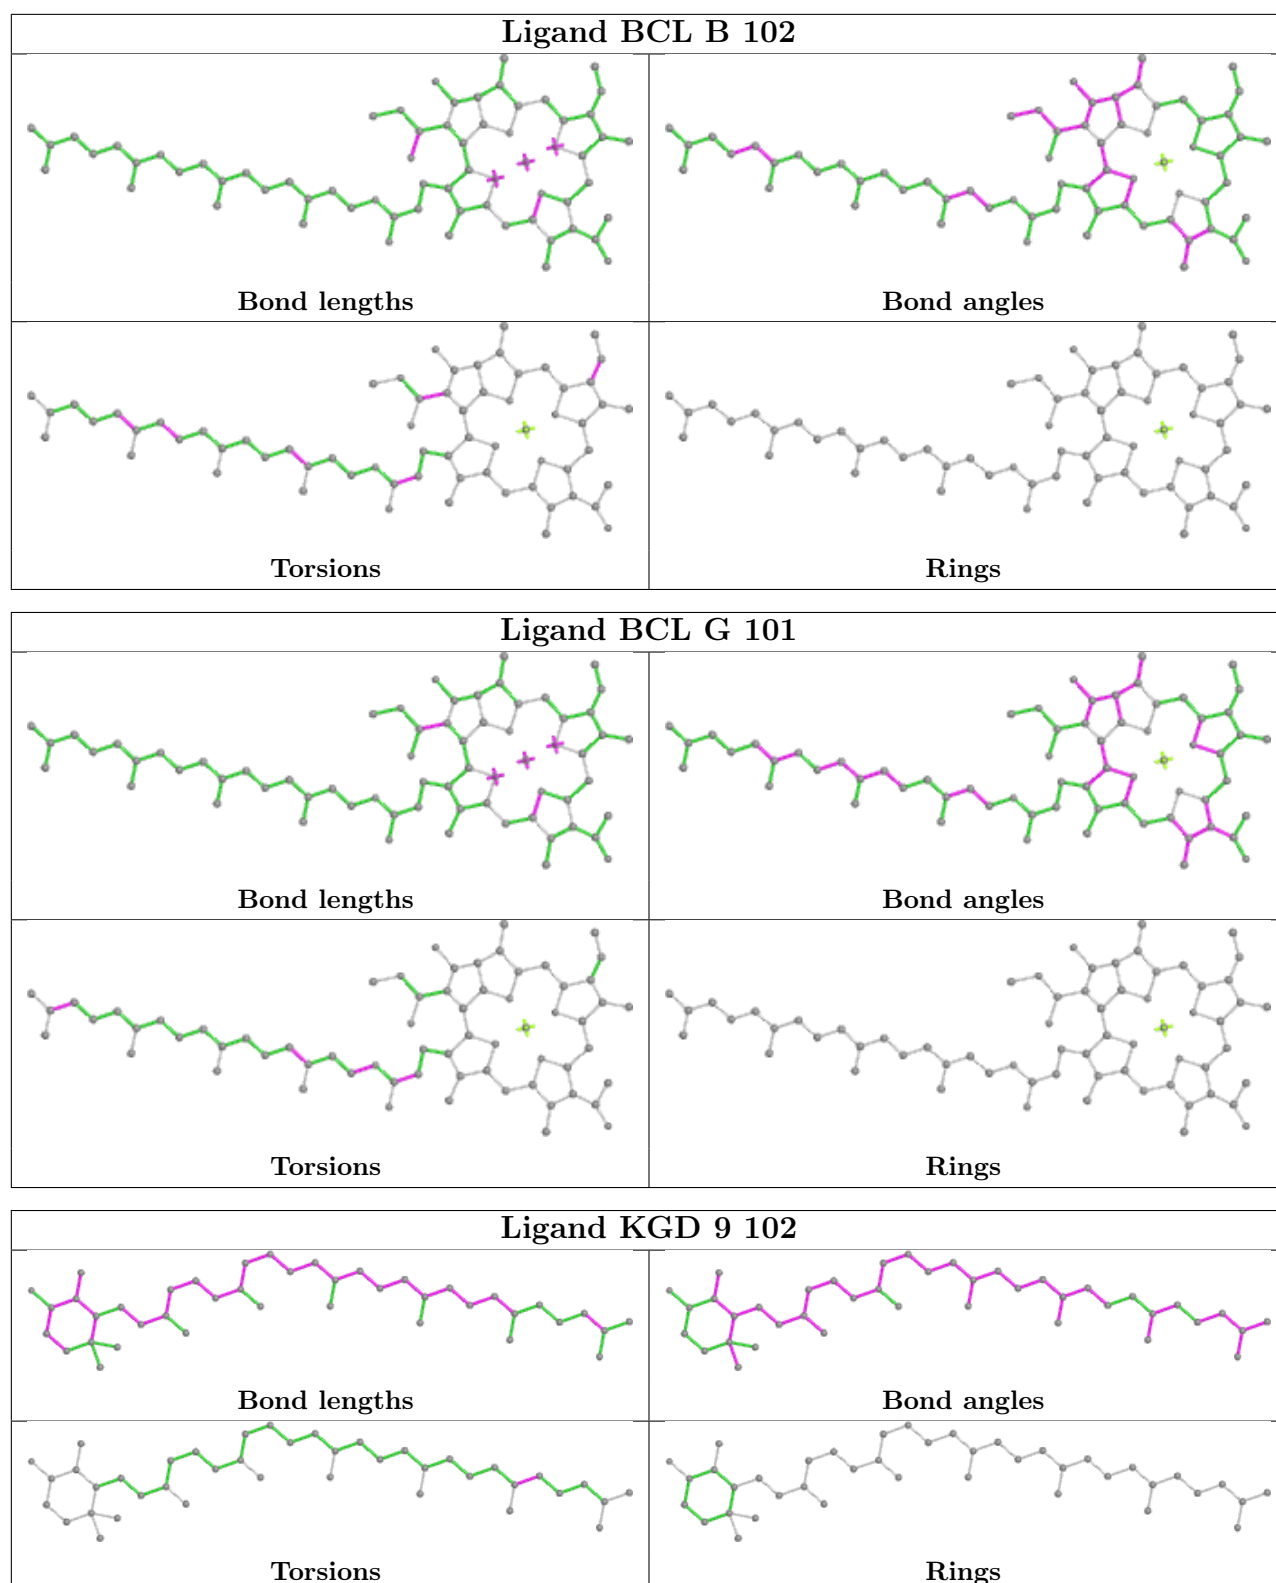 Ligand BCL B 102
Bond lengths
Bond angles
Torsions
Rings
Ligand BCL G 101
Bond lengths
Bond angles
Torsions
Rings
Ligand KGD 9 102
Bond lengths
Bond angles
Torsions
Rings